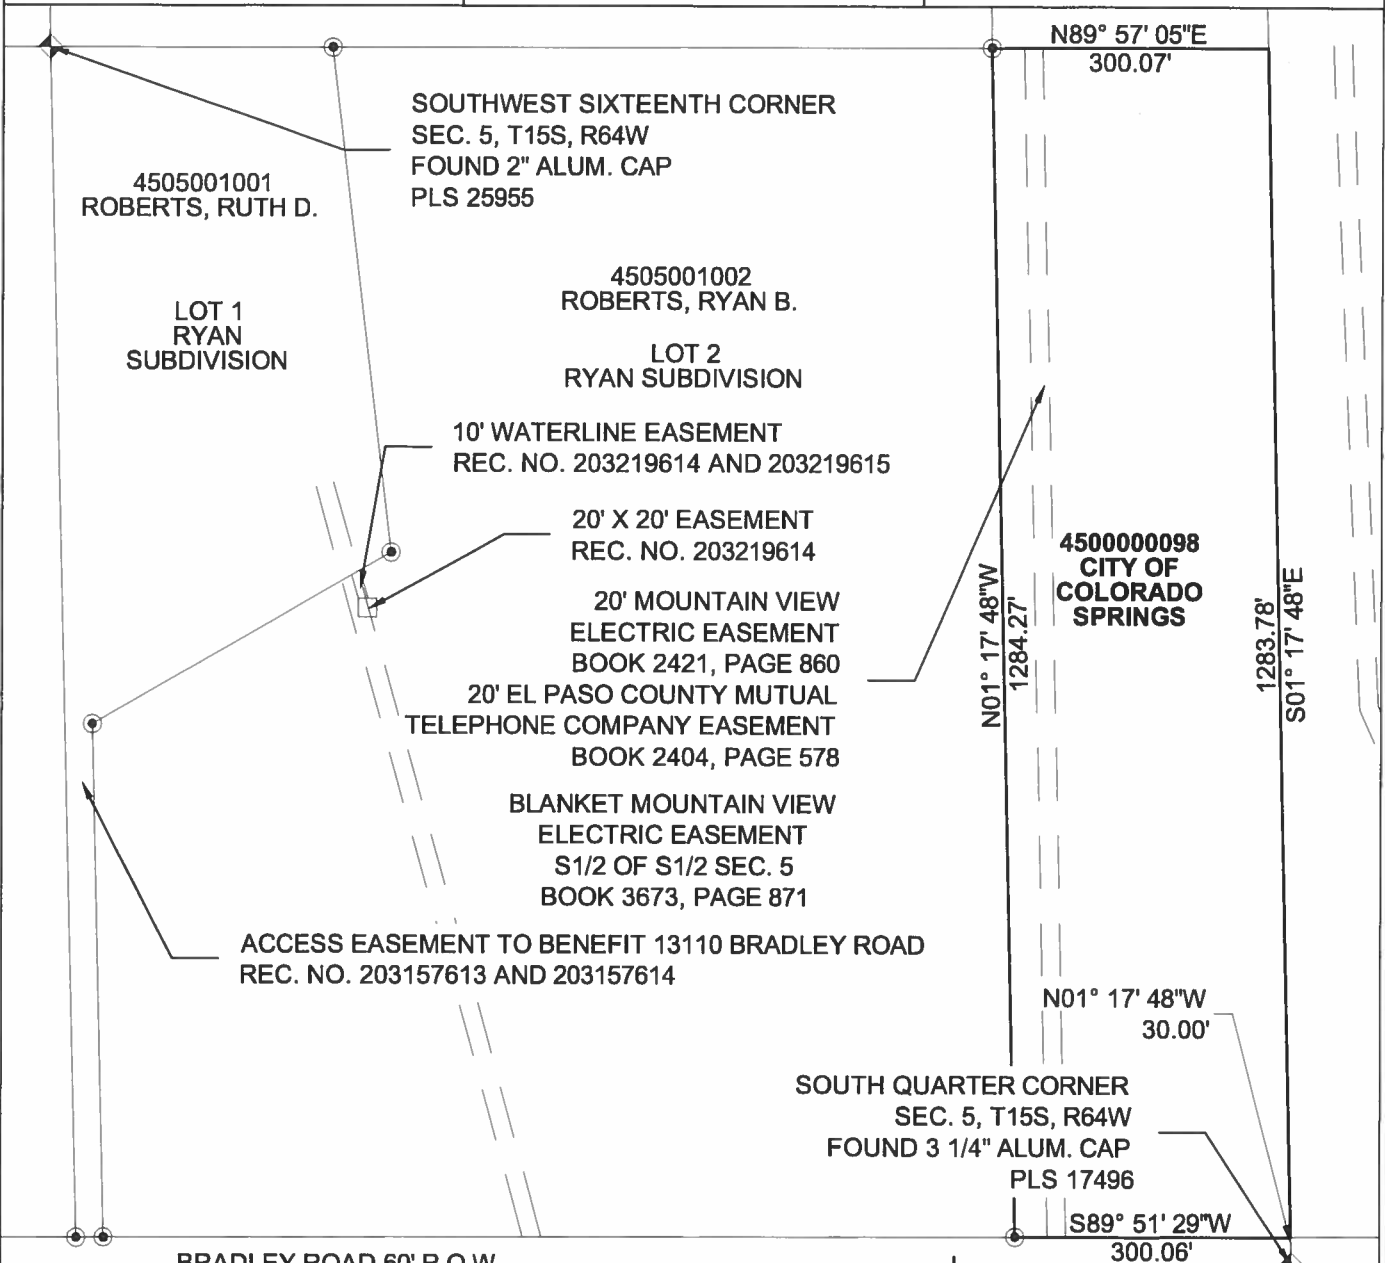 N89° 57' 05"E
300.07'
SOUTHWEST SIXTEENTH CORNER
SEC. 5, T15S, R64W
FOUND 2" ALUM. CAP
PLS 25955
4505001001
ROBERTS, RUTH D.
4505001002
ROBERTS, RYAN B.
LOT 1
RYAN
SUBDIVISION
LOT 2
RYAN SUBDIVISION
10' WATERLINE EASEMENT
REC. NO. 203219614 AND 203219615
20' X 20' EASEMENT
REC. NO. 203219614
4500000098
CITY OF
COLORADO
SPRINGS
N01° 17' 48"W
1284.27'
1283.78'
S01° 17' 48"E
20' MOUNTAIN VIEW
ELECTRIC EASEMENT
BOOK 2421, PAGE 860
20' EL PASO COUNTY MUTUAL
TELEPHONE COMPANY EASEMENT
BOOK 2404, PAGE 578
BLANKET MOUNTAIN VIEW
ELECTRIC EASEMENT
S1/2 OF S1/2 SEC. 5
BOOK 3673, PAGE 871
ACCESS EASEMENT TO BENEFIT 13110 BRADLEY ROAD
REC. NO. 203157613 AND 203157614
N01° 17' 48"W
30.00'
SOUTH QUARTER CORNER
SEC. 5, T15S, R64W
FOUND 3 1/4" ALUM. CAP
PLS 17496
S89° 51' 29"W
300.06'
BRADLEY ROAD 60' R.O.W.